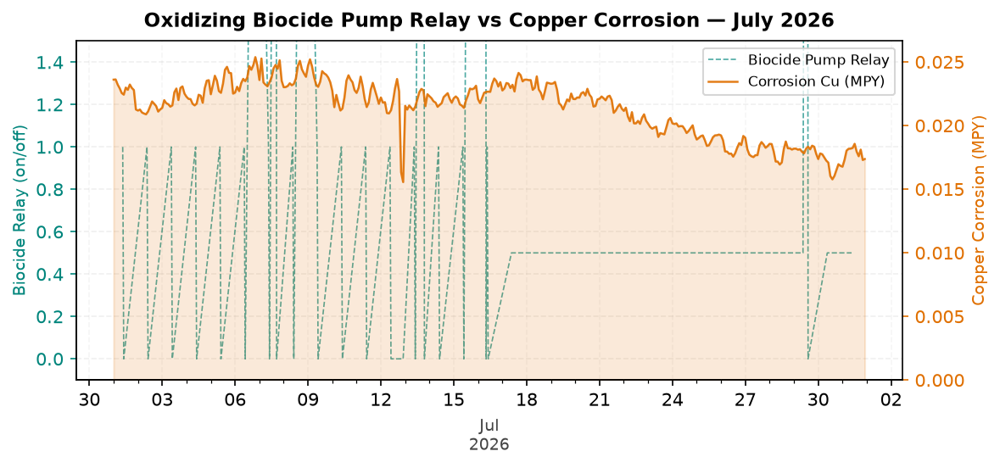 Oxidizing Biocide Pump Relay vs Copper Corrosion — July 2026
Biocide Pump Relay
Corrosion Cu (MPY)
Biocide Relay (on/off)
1.4
1.2
1.0
0.8
0.6
0.4
0.2
0.0
0.025
0.020
0.015
0.010
0.005
0.000
Copper Corrosion (MPY)
30 03 06 09 12 15 18 21 24 27 30 02
Jul
2026